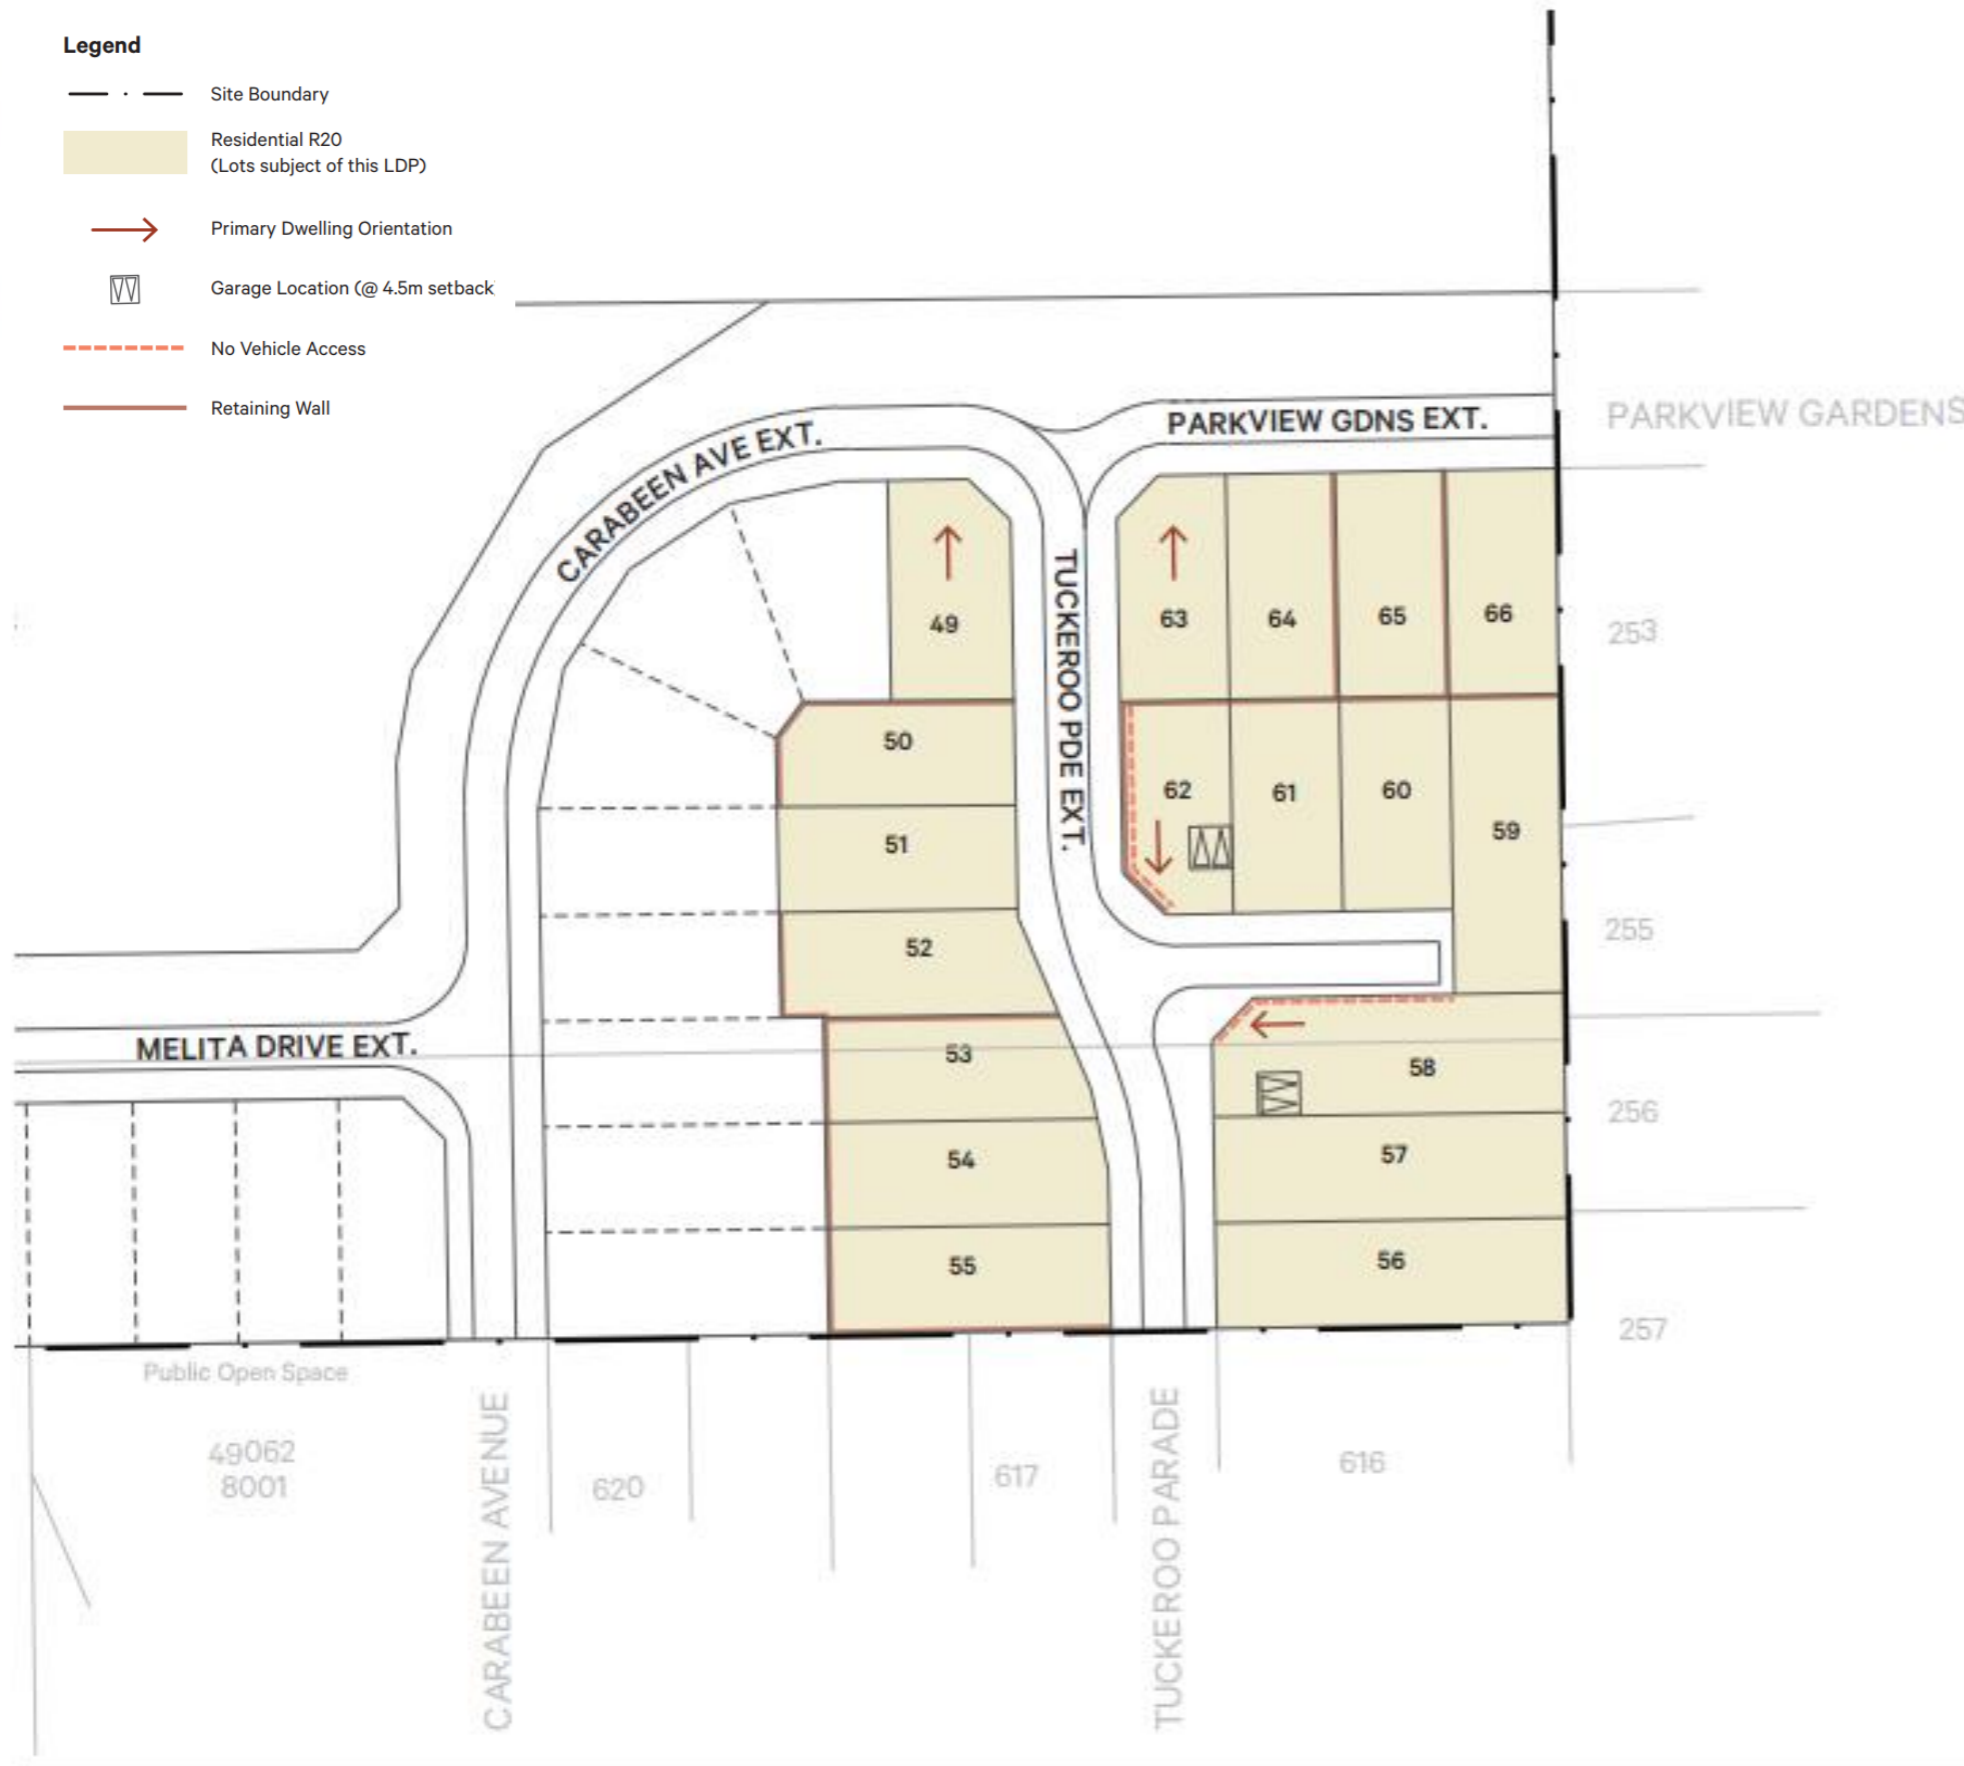 Legend
Site Boundary
Residential R20
(Lots subject of this LDP)
Primary Dwelling Orientation
Garage Location (@ 4.5m setback
No Vehicle Access
Retaining Wall
CARABEEN AVE EXT.
PARKVIEW GDNS EXT.
PARKVIEW GARDENS
TUCKEROO PDE EXT.
49
63
64
65
66
253
50
62
61
60
59
51
52
255
MELITA DRIVE EXT.
53
58
256
54
57
55
56
257
Public Open Space
49062
8001
CARABEEN AVENUE
620
617
TUCKEROO PARADE
616